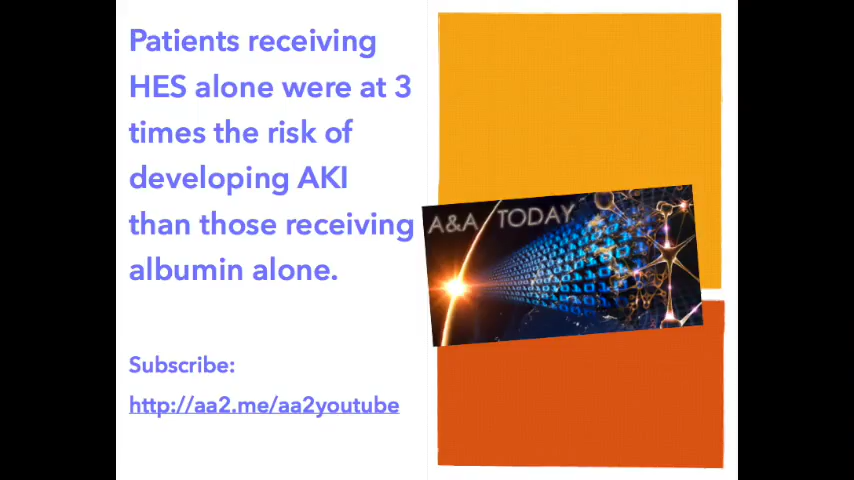 Patients receiving
HES alone were at 3
times the risk of
developing AKI
than those receiving
albumin alone.
A&A TODAY
Subscribe:
http://aa2.me/aa2youtube